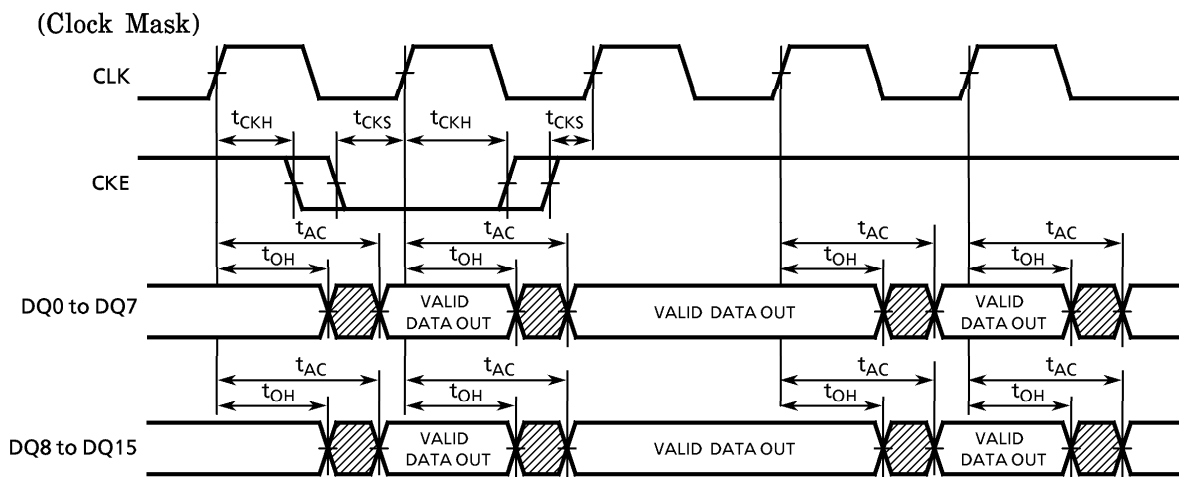 (Clock Mask)
CLK
tCKH tCKS tCKH tCKS
CKE
tAC tAC tAC tAC
tOH tOH tOH tOH
DQ0 to DQ7
VALID DATA OUT
VALID DATA OUT
VALID DATA OUT
tAC tAC tAC tAC
tOH tOH tOH tOH
DQ8 to DQ15
VALID DATA OUT
VALID DATA OUT
VALID DATA OUT